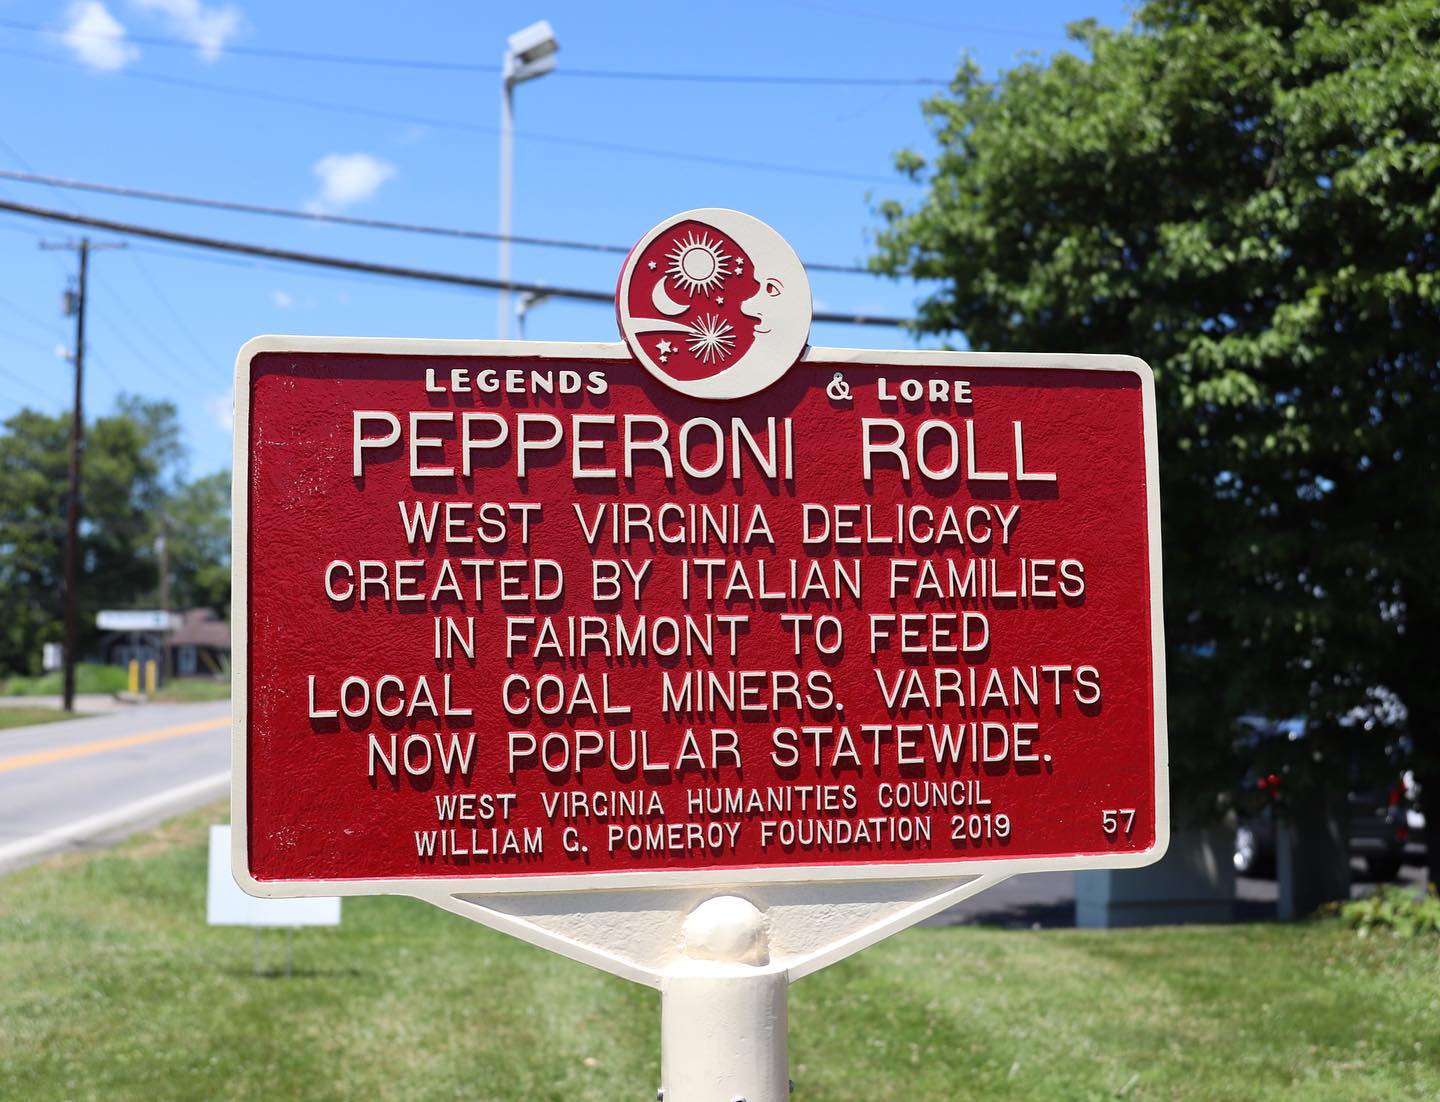 LEGENDS & LORE
PEPPERONI ROLL
WEST VIRGINIA DELICACY
CREATED BY ITALIAN FAMILIES
IN FAIRMONT TO FEED
LOCAL COAL MINERS. VARIANTS
NOW POPULAR STATEWIDE.
WEST VIRGINIA HUMANITIES COUNCIL
WILLIAM G. POMEROY FOUNDATION 2019
57